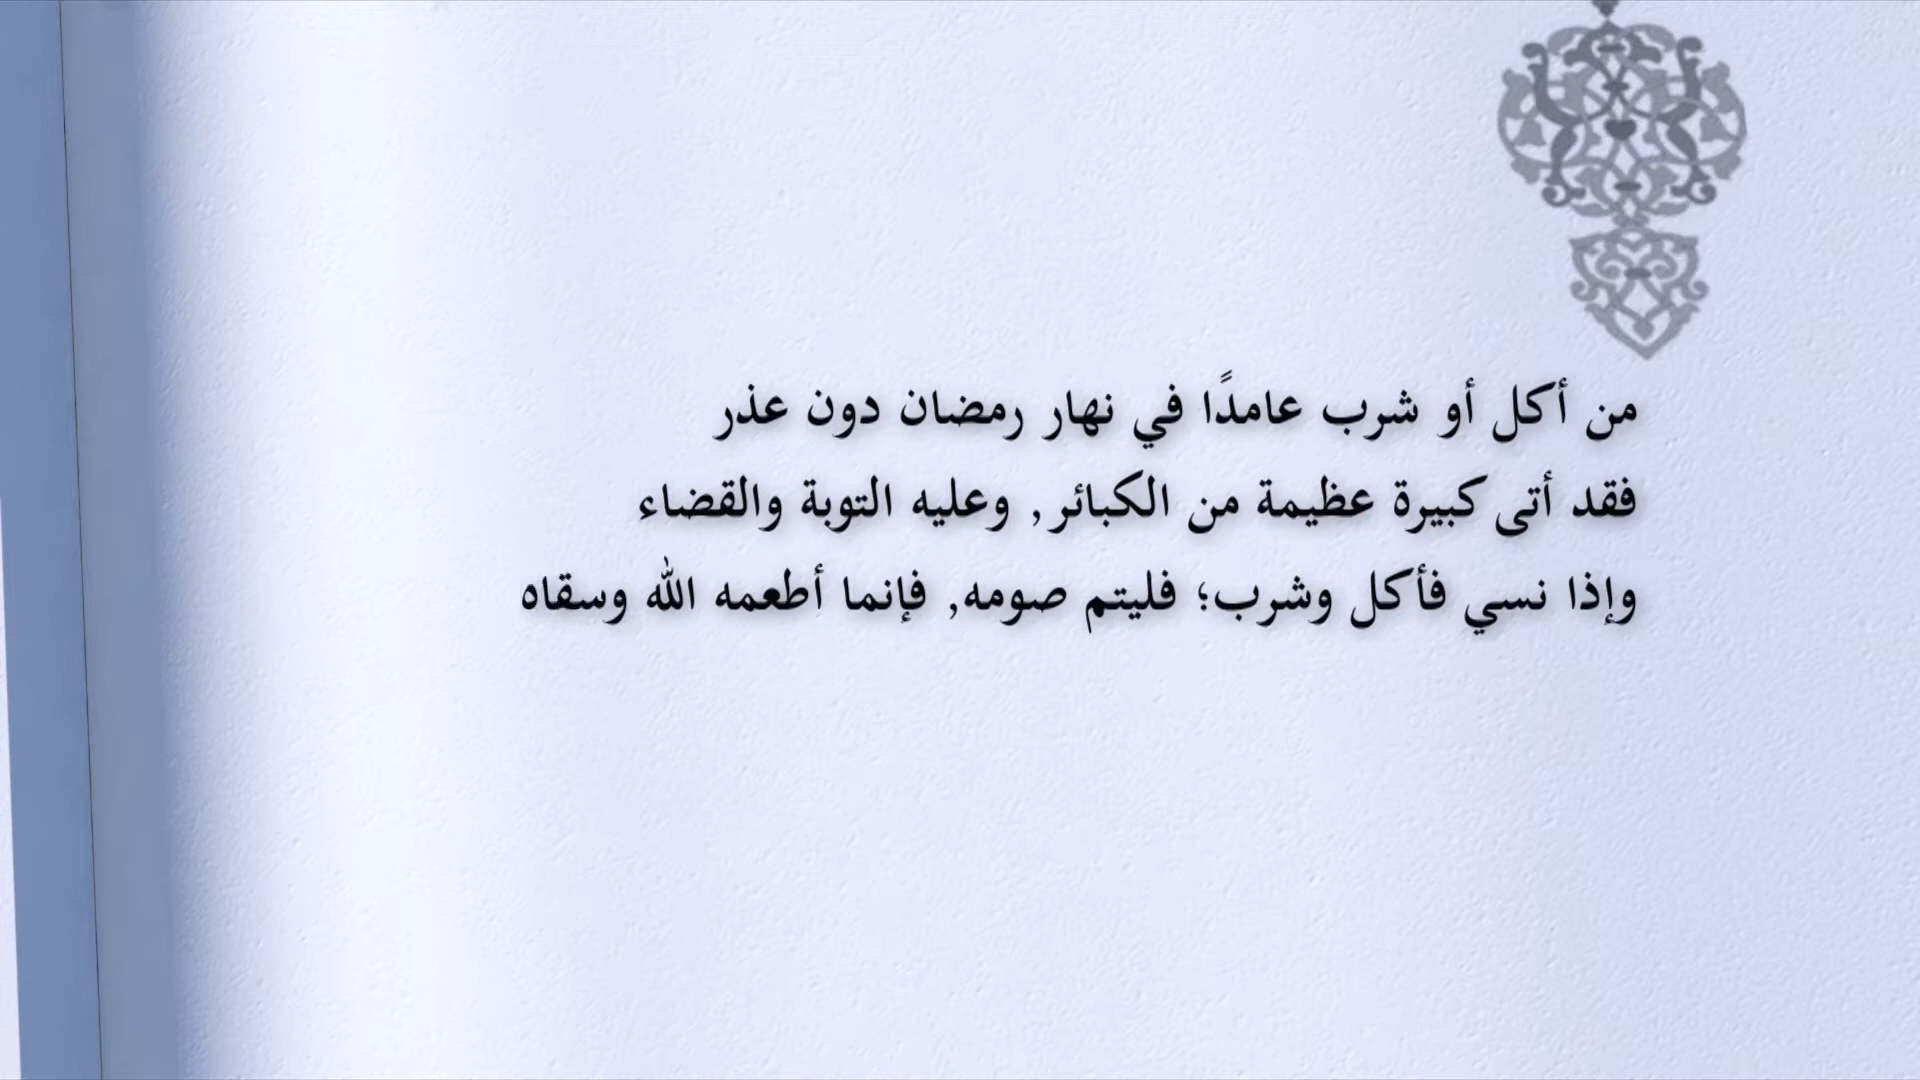 من أكل أو شرب عامدًا في نهار رمضان دون عذر
فقد أتى كبيرة عظيمة من الكبائر, وعليه التوبة والقضاء
وإذا نسي فأكل وشرب؛ فليتم صومه, فإنما أطعمه الله وسقاه